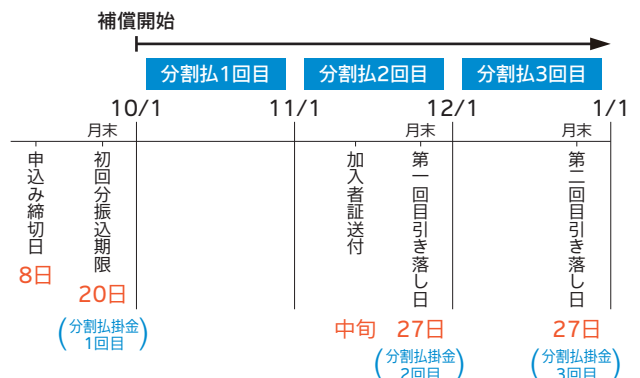 補償開始
分割払1回目
分割払2回目
分割払3回目
10/1
11/1
12/1
1/1
月末
月末
月末
申込み締切日
8日
初回分振込期限
20日
(分割払掛金
1回目)
加入者証送付
中旬
第一回目引き落し日
27日
(分割払掛金
2回目)
第二回目引き落し日
27日
(分割払掛金
3回目)